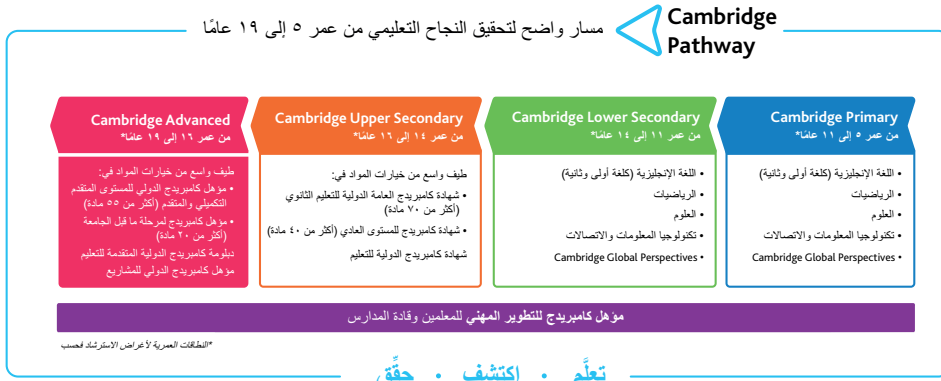 Cambridge
Pathway
مسار واضح لتحقيق النجاح التعليمي من عمر ٥ إلى ١٩ عامًا
Cambridge Primary
من عمر ٥ إلى ١١ عامًا*
• اللغة الإنجليزية (كلغة أولى وثانية)
• الرياضيات
• العلوم
• تكنولوجيا المعلومات والاتصالات
• Cambridge Global Perspectives
Cambridge Lower Secondary
من عمر ١١ إلى ١٤ عامًا*
• اللغة الإنجليزية (كلغة أولى وثانية)
• الرياضيات
• العلوم
• تكنولوجيا المعلومات والاتصالات
• Cambridge Global Perspectives
Cambridge Upper Secondary
من عمر ١٤ إلى ١٦ عامًا*
طيف واسع من خيارات المواد في:
• شهادة كامبريدج العامة الدولية للتعليم الثانوي
(أكثر من ٧٠ مادة)
• شهادة كامبريدج للمستوى العادي (أكثر من ٤٠ مادة)
شهادة كامبريدج الدولية للتعليم
Cambridge Advanced
من عمر ١٦ إلى ١٩ عامًا*
طيف واسع من خيارات المواد في:
• مؤهل كامبريدج الدولي للمستوى المتقدم
التكميلي والمتقدم (أكثر من ٥٥ مادة)
• مؤهل كامبريدج لمرحلة ما قبل الجامعة
(أكثر من ٢٠ مادة)
دبلومة كامبريدج الدولية المتقدمة للتعليم
مؤهل كامبريدج الدولي للمشاريع
مؤهل كامبريدج للتطوير المهني للمعلمين وقادة المدارس
*النطاقات العمرية لأغراض الاسترشاد فحسب
تعلَّم • اكتشف • حقِّق